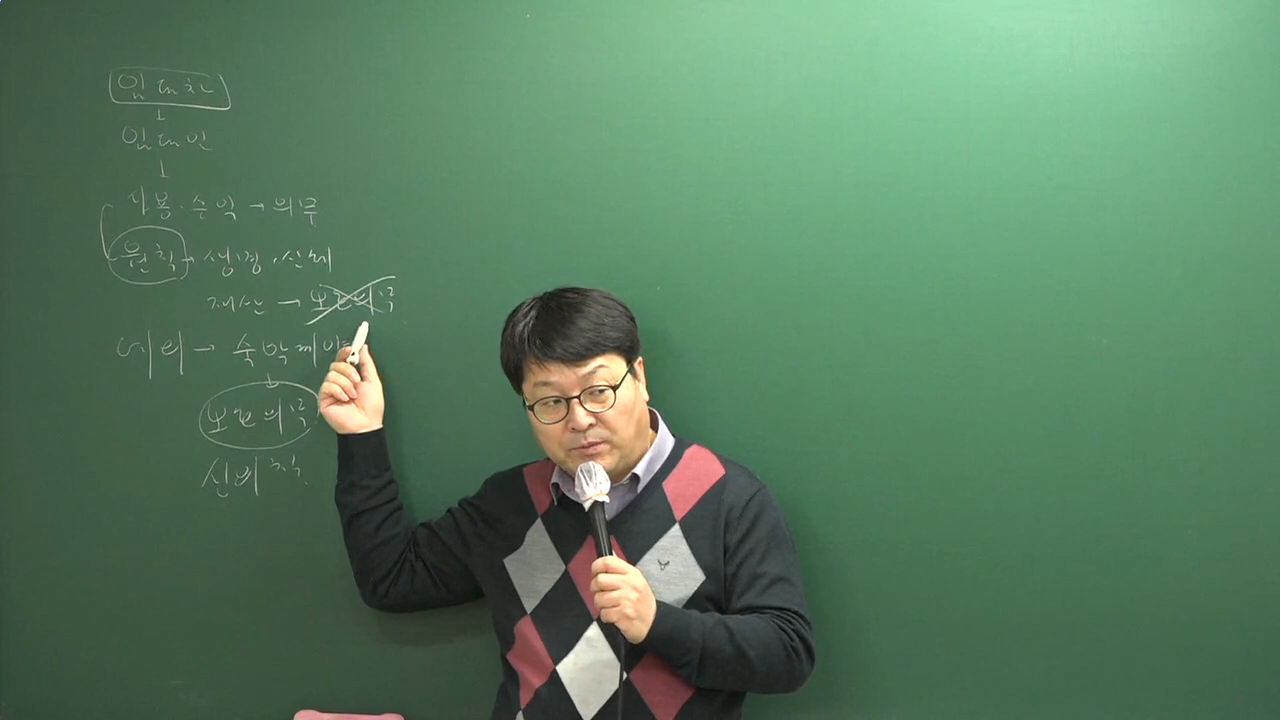 임대차
↓
임대인
↓
사용·수익 → 의무
원칙 → 생명, 신체
재산 → 보호의무
예외 → 숙박계약
↓
보호의무
신의칙